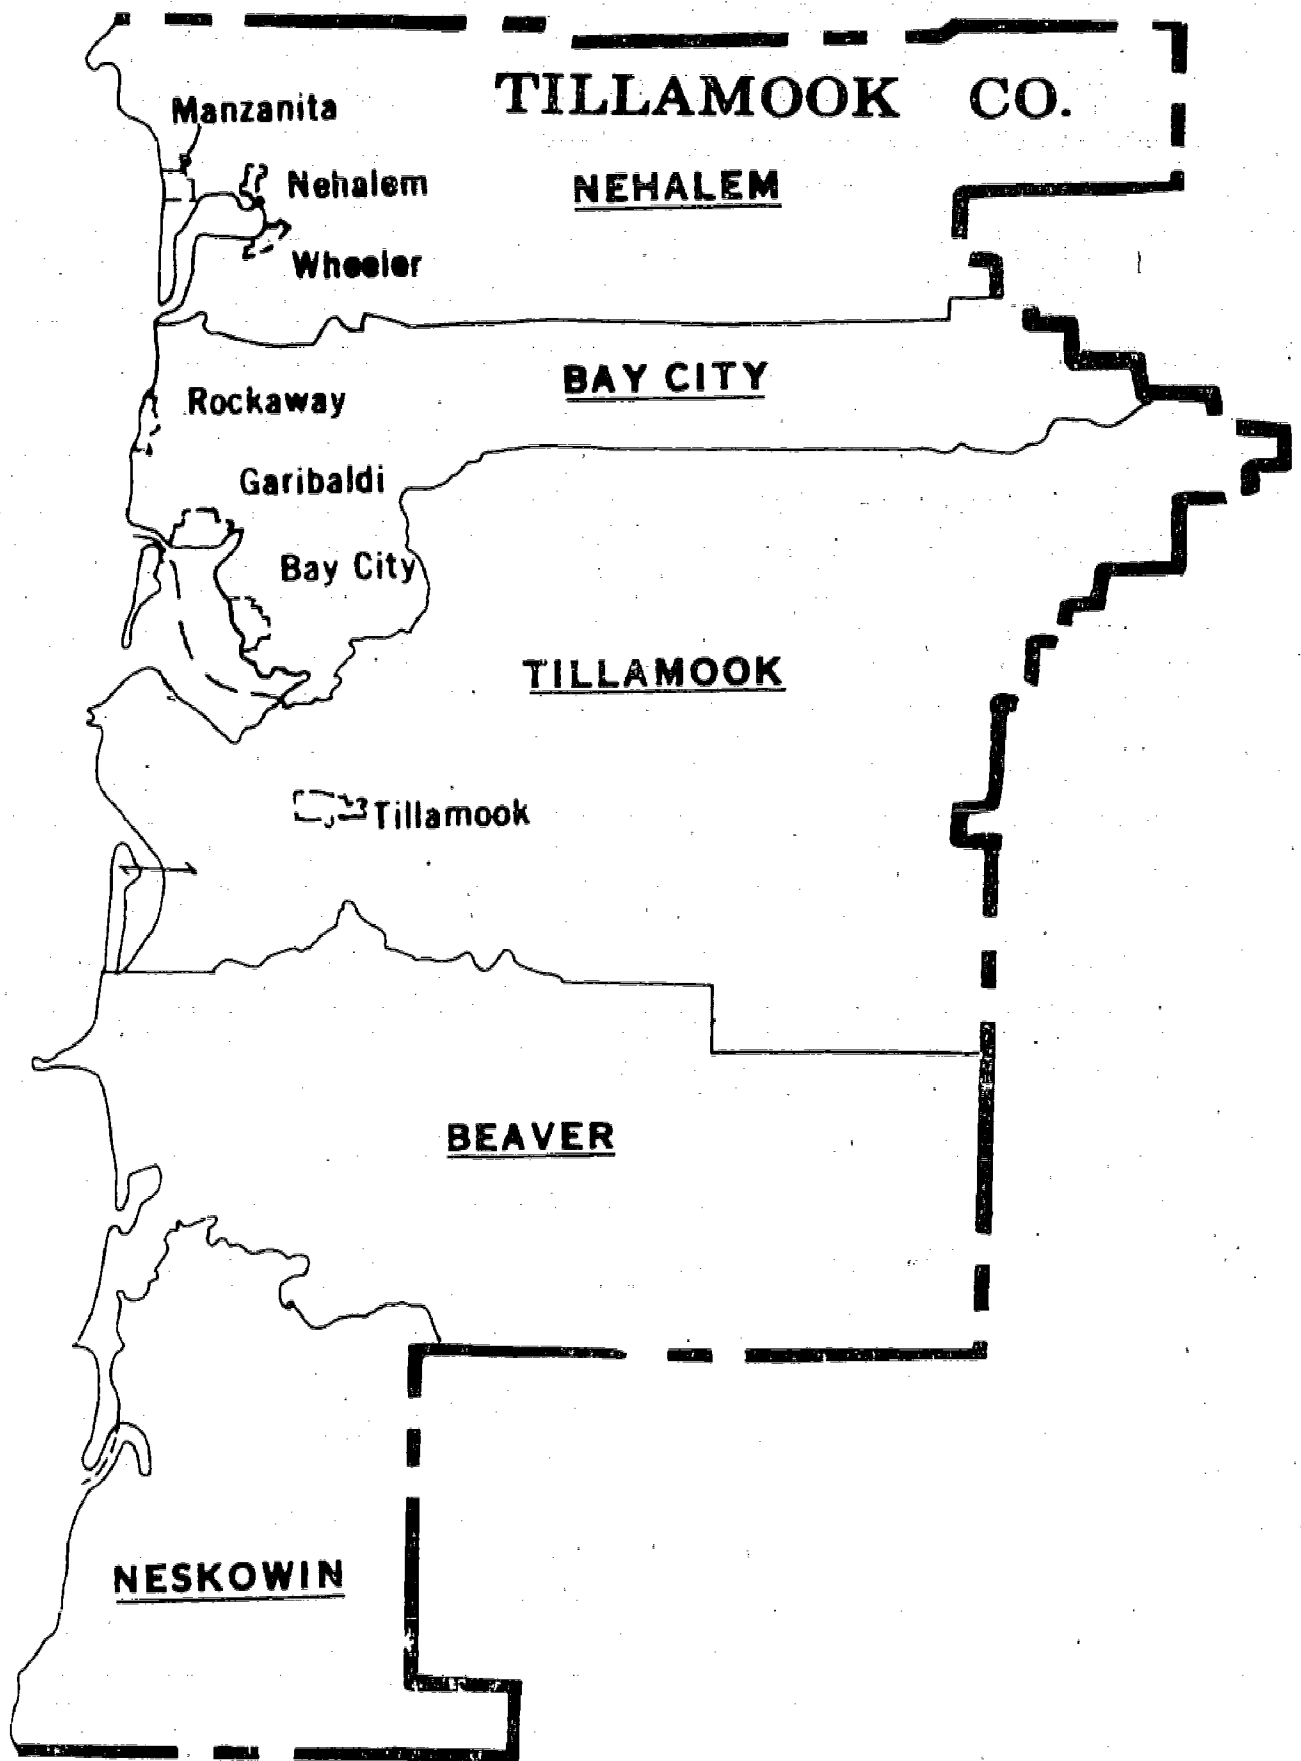 TILLAMOOK CO.
Manzanita
Nehalem
NEHALEM
Wheeler
BAY CITY
Rockaway
Garibaldi
Bay City
TILLAMOOK
Tillamook
BEAVER
NESKOWIN